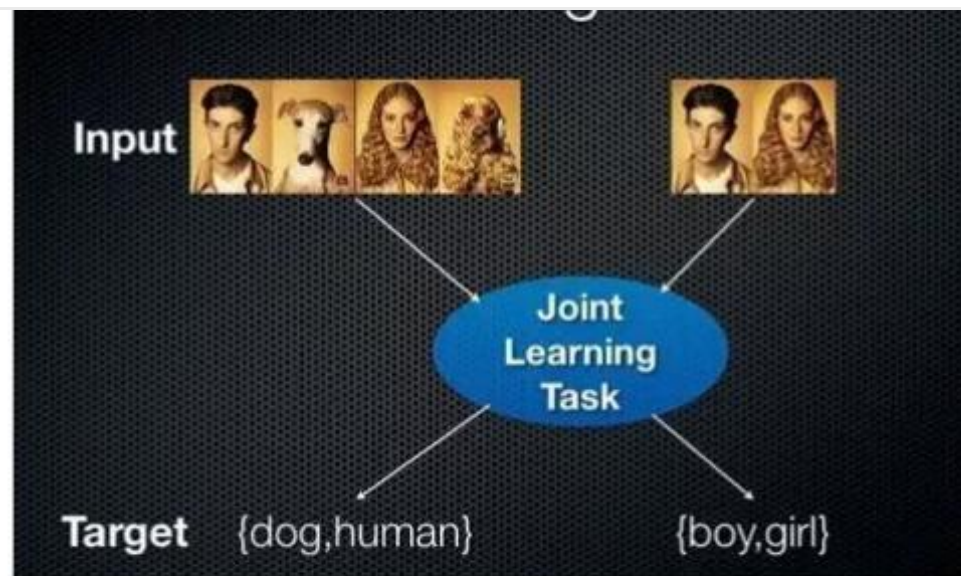 Input
Joint
Learning
Task
Target {dog,human} {boy,girl}